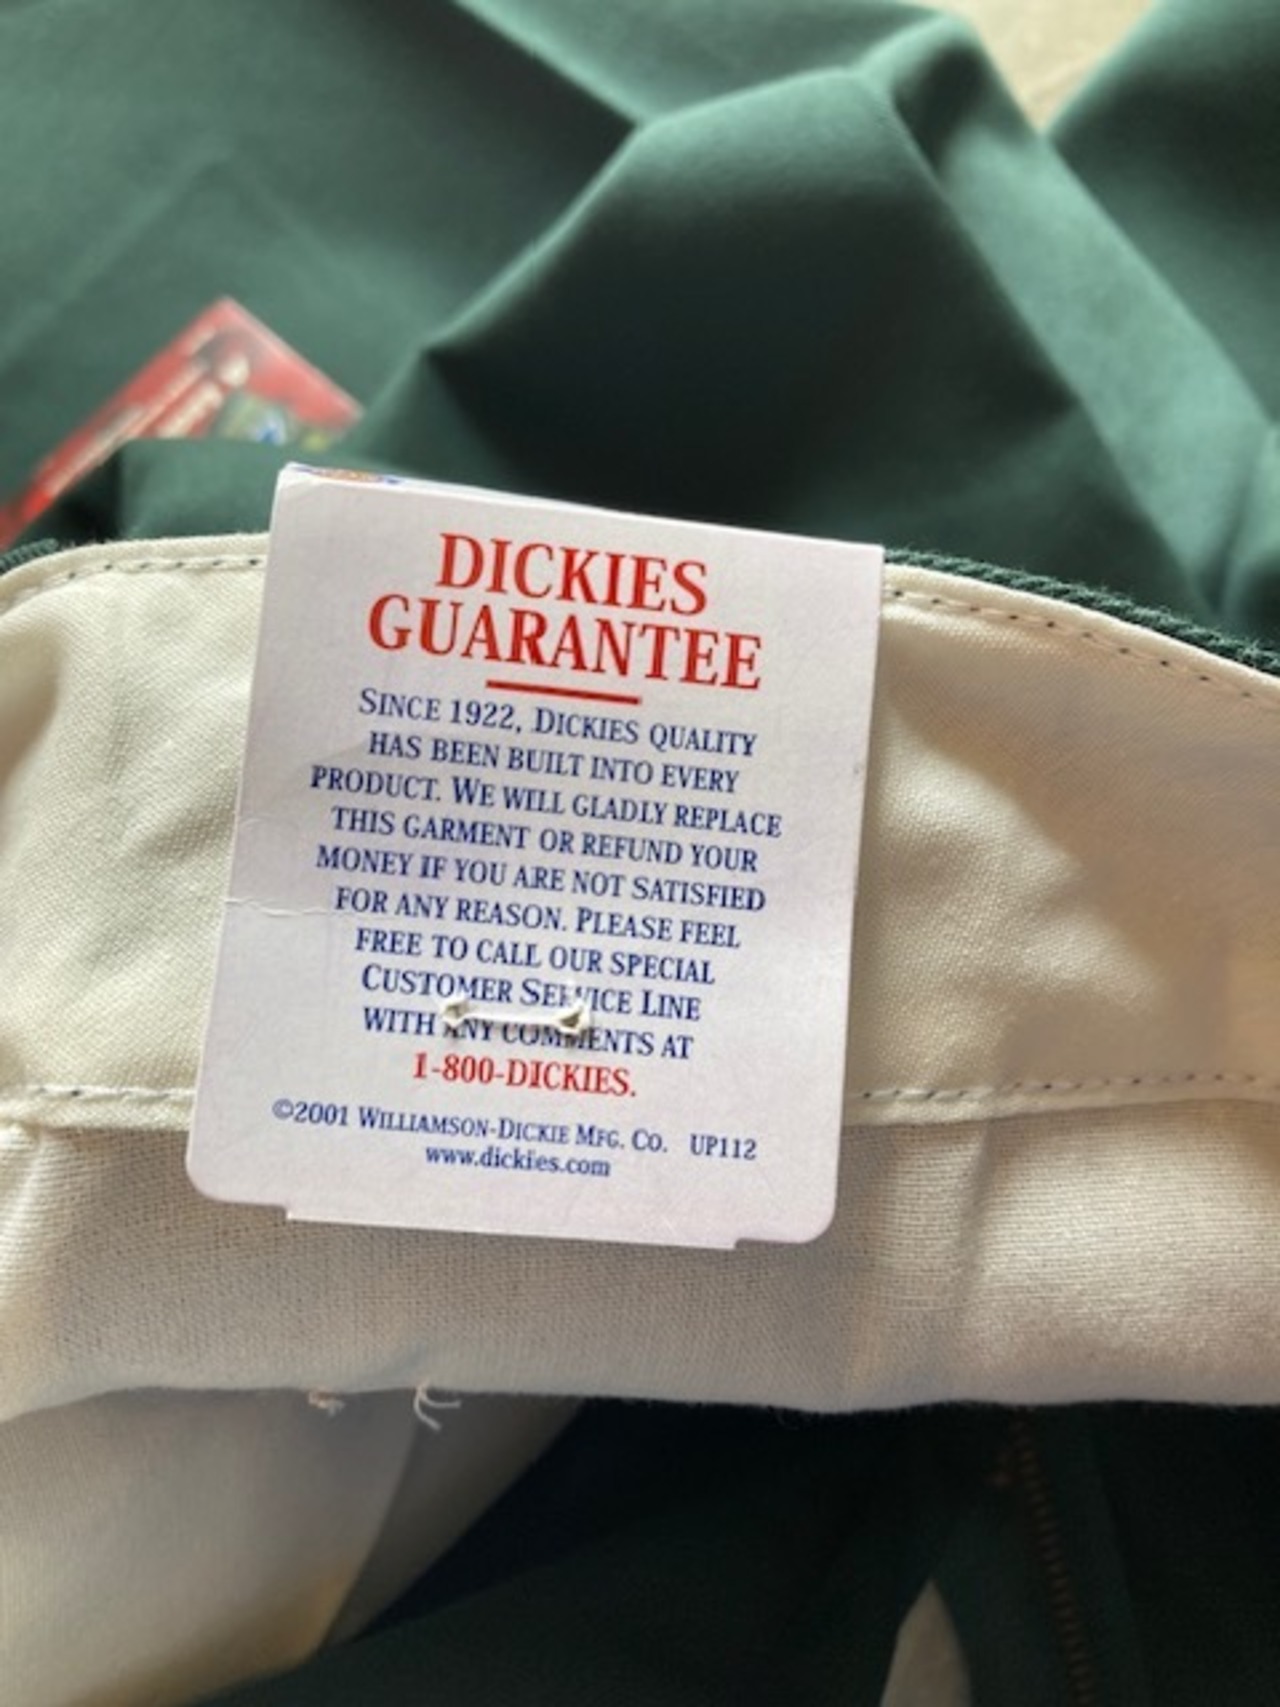 DICKIES
GUARANTEE
SINCE 1922, DICKIES QUALITY
HAS BEEN BUILT INTO EVERY
PRODUCT. WE WILL GLADLY REPLACE
THIS GARMENT OR REFUND YOUR
MONEY IF YOU ARE NOT SATISFIED
FOR ANY REASON. PLEASE FEEL
FREE TO CALL OUR SPECIAL
CUSTOMER SERVICE LINE
WITH ANY COMMENTS AT
1-800-DICKIES.
©2001 WILLIAMSON-DICKIE MFG. CO. UP112
www.dickies.com